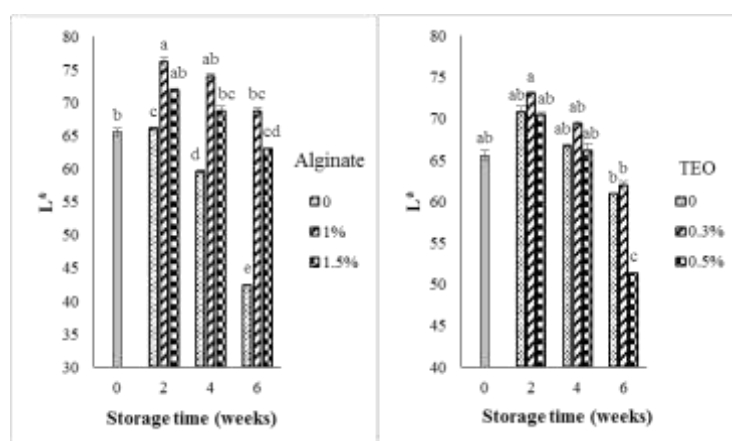 80
75
70
65
60
55
50
45
40
35
30
L*
b
c
a
ab
d
ab
bc
e
bc
cd
0 2 4 6
Storage time (weeks)
Alginate
0
1%
1.5%
80
75
70
65
60
55
50
45
40
L*
ab
ab
a
ab
ab
ab
ab
b
b
c
0 2 4 6
Storage time (weeks)
TEO
0
0.3%
0.5%